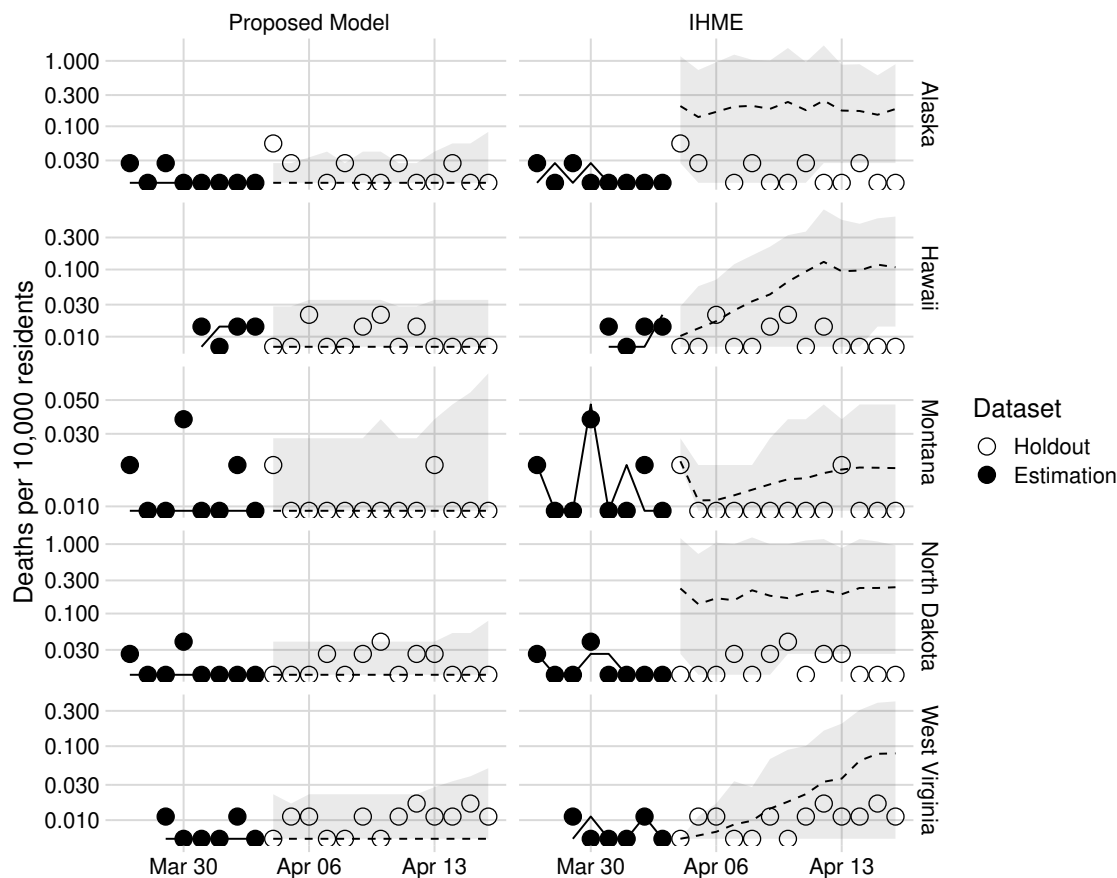 Proposed Model
IHME
Deaths per 10,000 residents
1.000
0.300
0.100
0.030
Alaska
0.300
0.100
0.030
0.010
Hawaii
0.050
0.030
0.010
Montana
1.000
0.300
0.100
0.030
North Dakota
0.300
0.100
0.030
0.010
West Virginia
Mar 30
Apr 06
Apr 13
Mar 30
Apr 06
Apr 13
Dataset
Holdout
Estimation